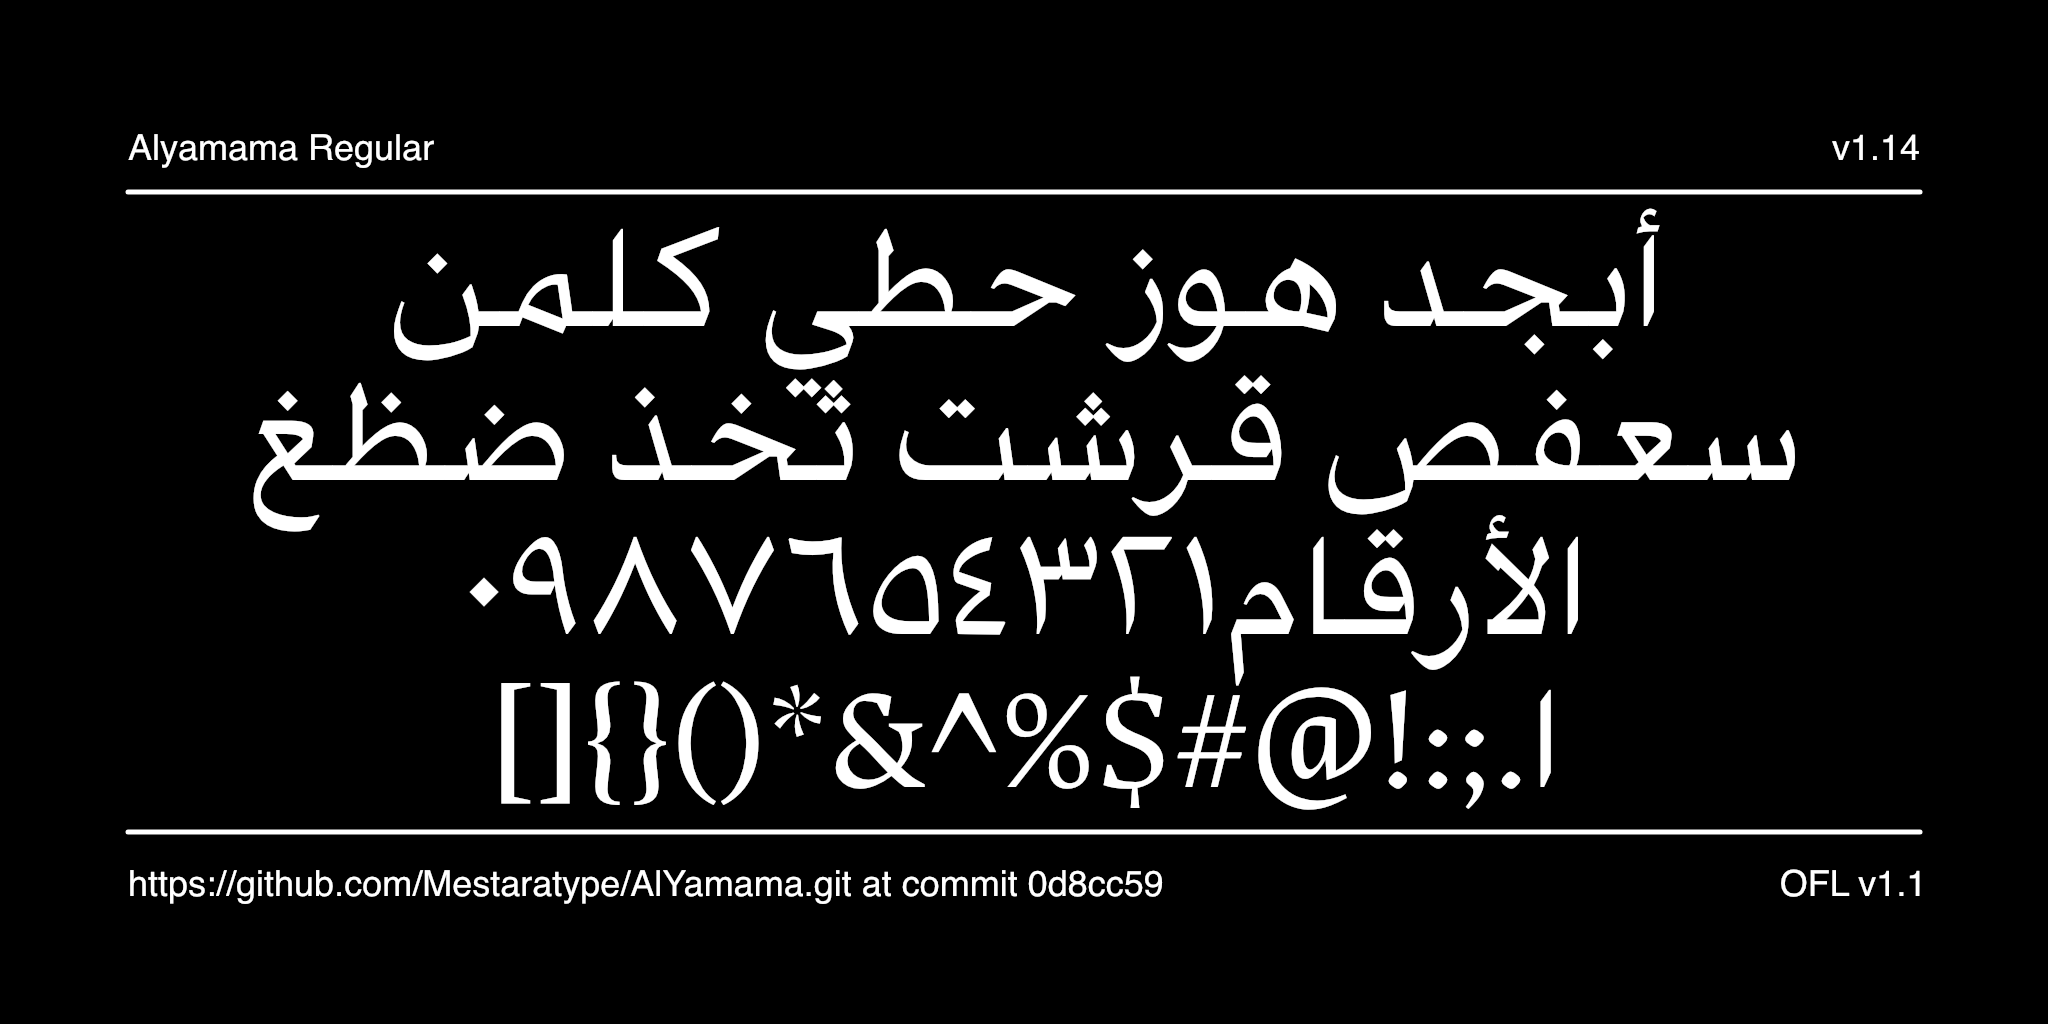 Alyamama Regular
v1.14
أبجد هوز حطي كلمن
سعفص قرشت ثخذ ضظغ
الأرقام١٢٣٤٥٦٧٨٩٠
ا.;:!@#$%^&*(){}[]
https://github.com/Mestaratype/AlYamama.git at commit 0d8cc59
OFL v1.1